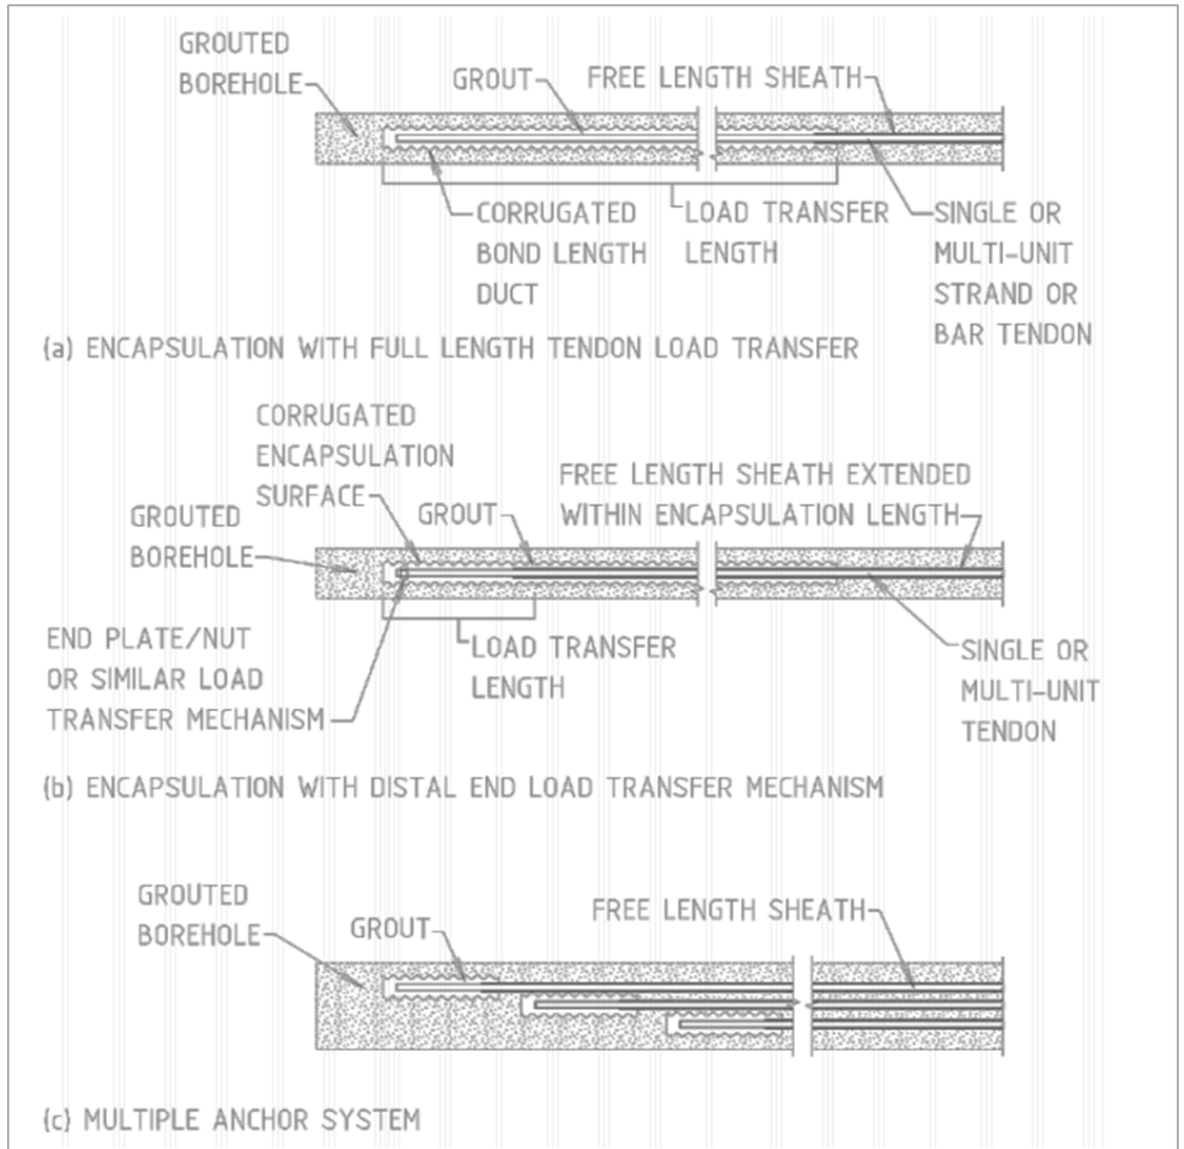 GROUTED
BOREHOLE
GROUT
FREE LENGTH SHEATH
CORRUGATED
BOND LENGTH
DUCT
LOAD TRANSFER
LENGTH
SINGLE OR
MULTI-UNIT
STRAND OR
BAR TENDON
(a) ENCAPSULATION WITH FULL LENGTH TENDON LOAD TRANSFER
CORRUGATED
ENCAPSULATION
SURFACE
GROUTED
BOREHOLE
GROUT
FREE LENGTH SHEATH EXTENDED
WITHIN ENCAPSULATION LENGTH
END PLATE/NUT
OR SIMILAR LOAD
TRANSFER MECHANISM
LOAD TRANSFER
LENGTH
SINGLE OR
MULTI-UNIT
TENDON
(b) ENCAPSULATION WITH DISTAL END LOAD TRANSFER MECHANISM
GROUTED
BOREHOLE
GROUT
FREE LENGTH SHEATH
(c) MULTIPLE ANCHOR SYSTEM